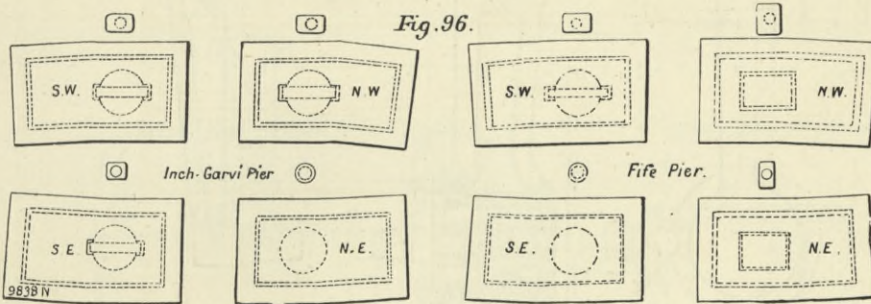 Fig. 96.
S.W.
N.W
S.W.
N.W.
Inch-Garvi Pier
Fife Pier.
S.E
N.E.
S.E.
N.E.
9838 N